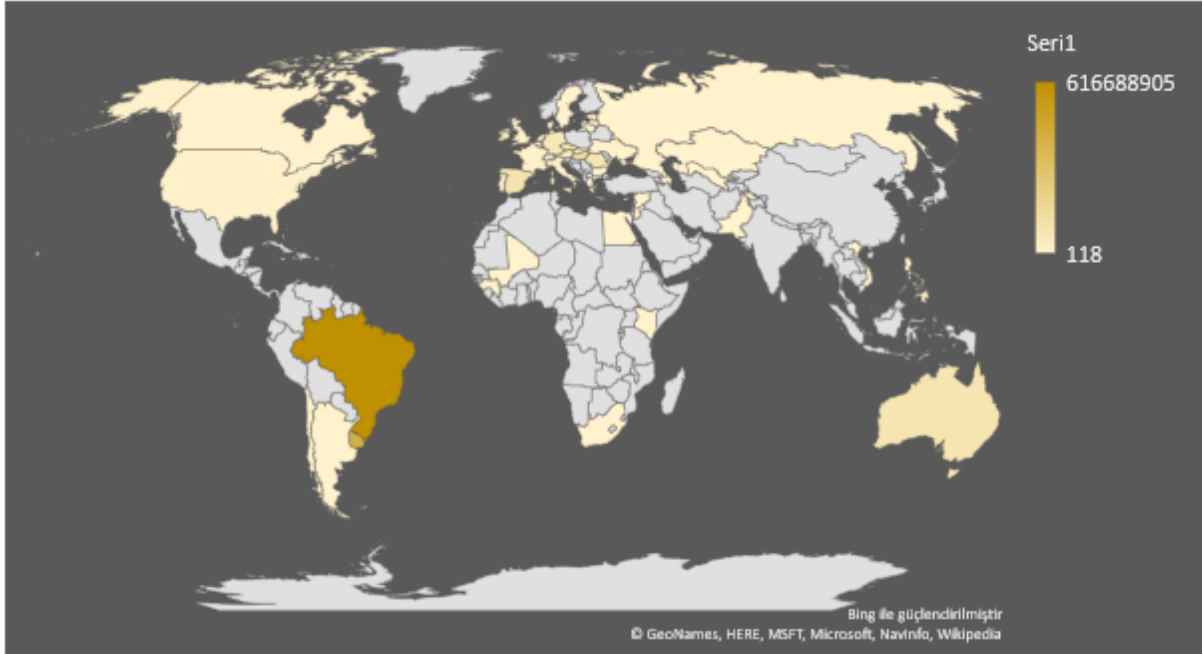 Seri1
616688905
118
Bing ile güçlendirilmiştir
© GeoNames, HERE, MSFT, Microsoft, NavInfo, Wikipedia